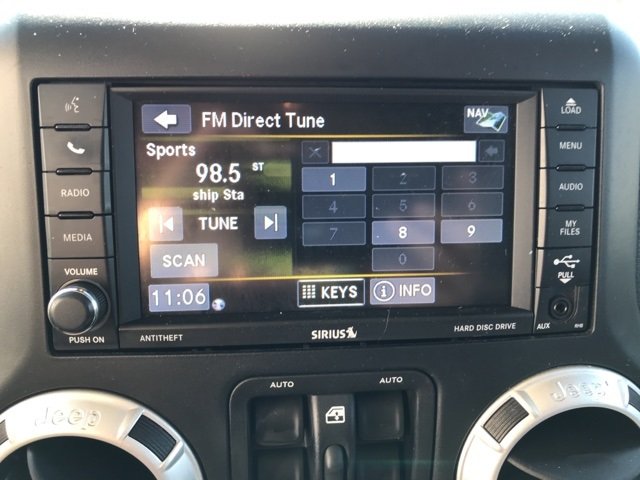 FM Direct Tune
NAV
LOAD
Sports
98.5 ST
ship Sta
1 2 3
MENU
RADIO
AUDIO
TUNE
4 5 6
MEDIA
7 8 9
MY FILES
SCAN
0
VOLUME
PULL
11:06
KEYS
INFO
PUSH ON
ANTITHEFT
SIRIUS
HARD DISC DRIVE
AUX
RHB
AUTO
AUTO
Jeep
Jeep